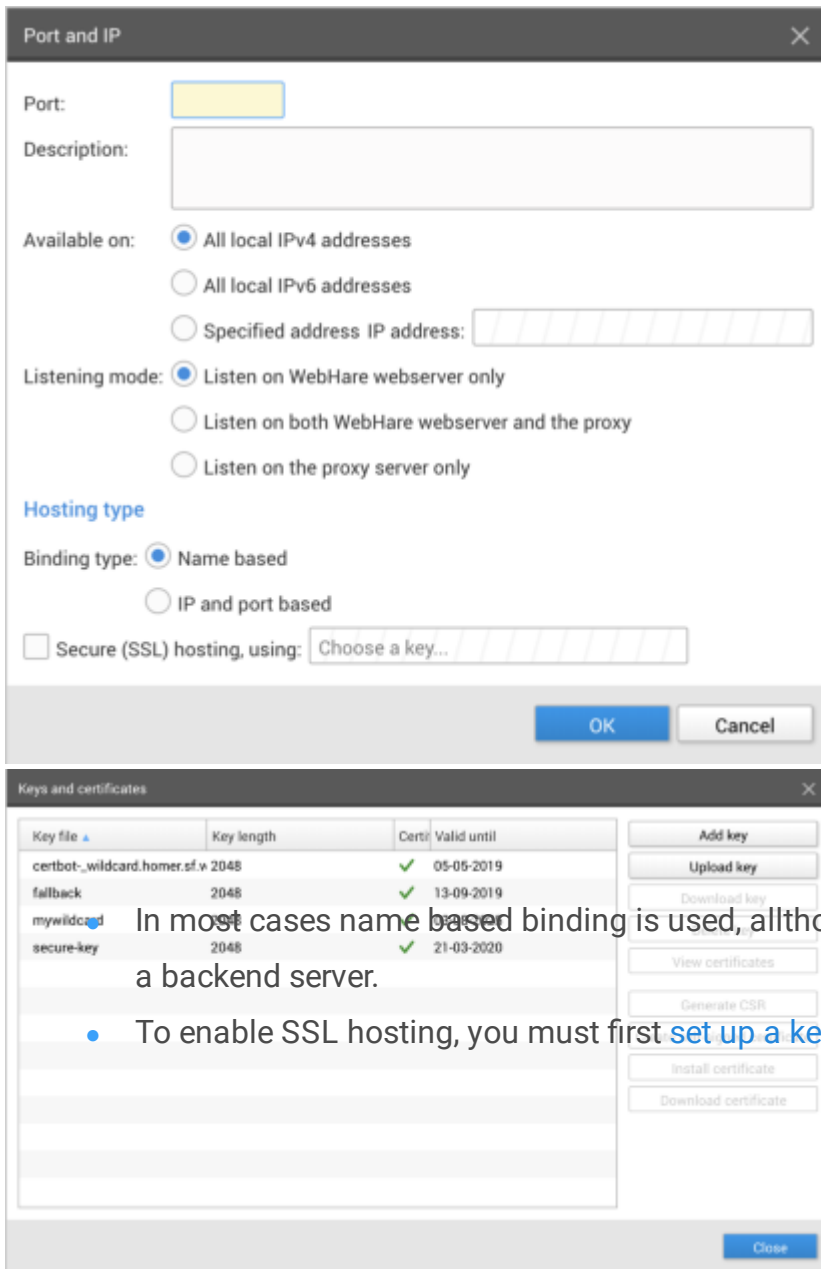 Port and IP
Port:
Description:
Available on: All local IPv4 addresses
All local IPv6 addresses
Specified address IP address:
Listening mode: Listen on WebHare webserver only
Listen on both WebHare webserver and the proxy
Listen on the proxy server only
Hosting type
Binding type: Name based
IP and port based
Secure (SSL) hosting, using: Choose a key...
OK Cancel
Keys and certificates
Key file Key length Certi Valid until
Add key
certbot-_wildcard.homer.sf.w 2048 05-05-2019
Upload key
fallback 2048 13-09-2019
Download key
mywildcard 2048
In most cases name based binding is used, alltho
secure-key 2048 21-03-2020
View certificates
a backend server.
Generate CSR
To enable SSL hosting, you must first set up a ke
Install certificate
Download certificate
Close